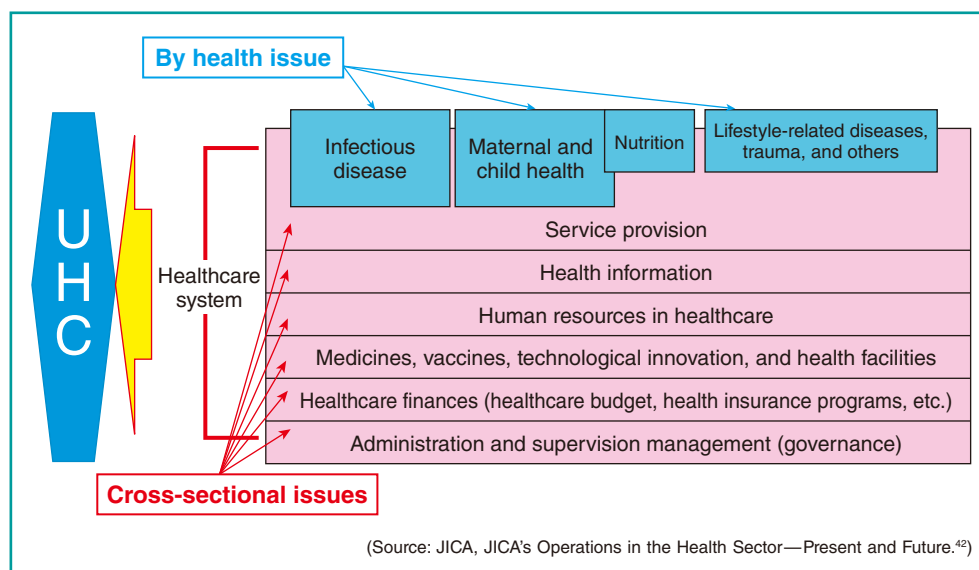 By health issue
Infectious
disease
Maternal and
child health
Nutrition
Lifestyle-related diseases,
trauma, and others
UHC
Healthcare
system
Service provision
Health information
Human resources in healthcare
Medicines, vaccines, technological innovation, and health facilities
Healthcare finances (healthcare budget, health insurance programs, etc.)
Administration and supervision management (governance)
Cross-sectional issues
(Source: JICA, JICA's Operations in the Health Sector—Present and Future.⁴²)